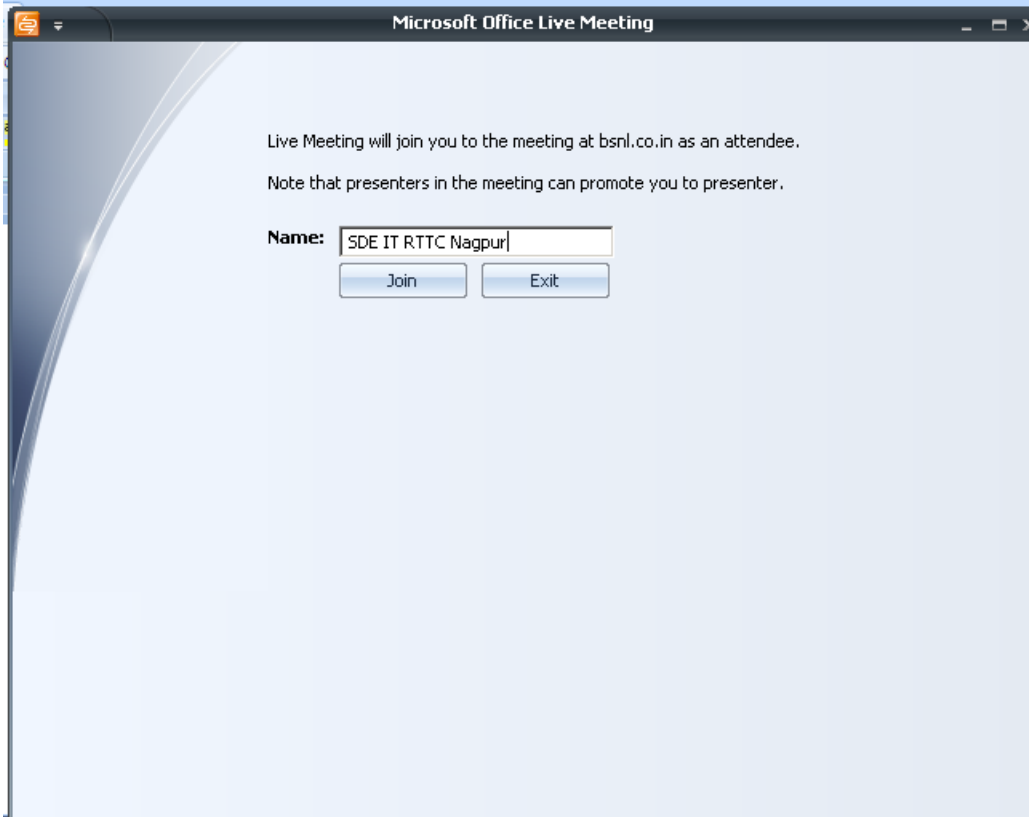 Microsoft Office Live Meeting
Live Meeting will join you to the meeting at bsnl.co.in as an attendee.
Note that presenters in the meeting can promote you to presenter.
Name: SDE IT RTTC Nagpur
Join Exit